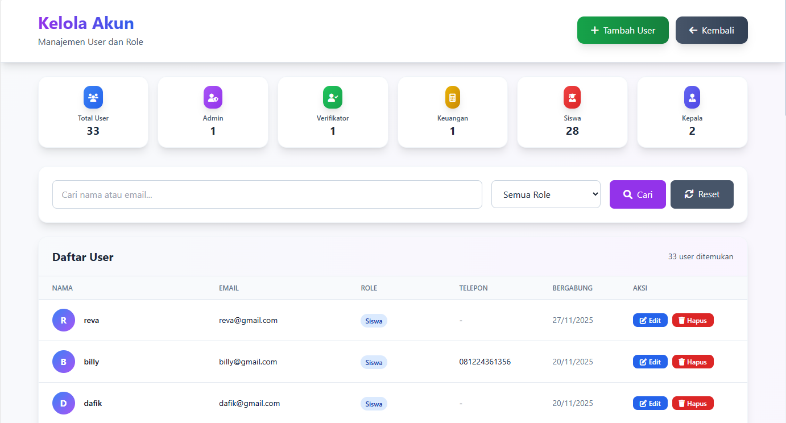 Kelola Akun
Manajemen User dan Role
Tambah User
Kembali
Total User
33
Admin
1
Verifikator
1
Keuangan
1
Siswa
28
Kepala
2
Cari nama atau email...
Semua Role
Cari
Reset
Daftar User
33 user ditemukan
NAMA EMAIL ROLE TELEPON BERGABUNG AKSI
R reva reva@gmail.com Siswa - 27/11/2025 Edit Hapus
B billy billy@gmail.com Siswa 081224361356 20/11/2025 Edit Hapus
D dafik dafik@gmail.com Siswa - 20/11/2025 Edit Hapus